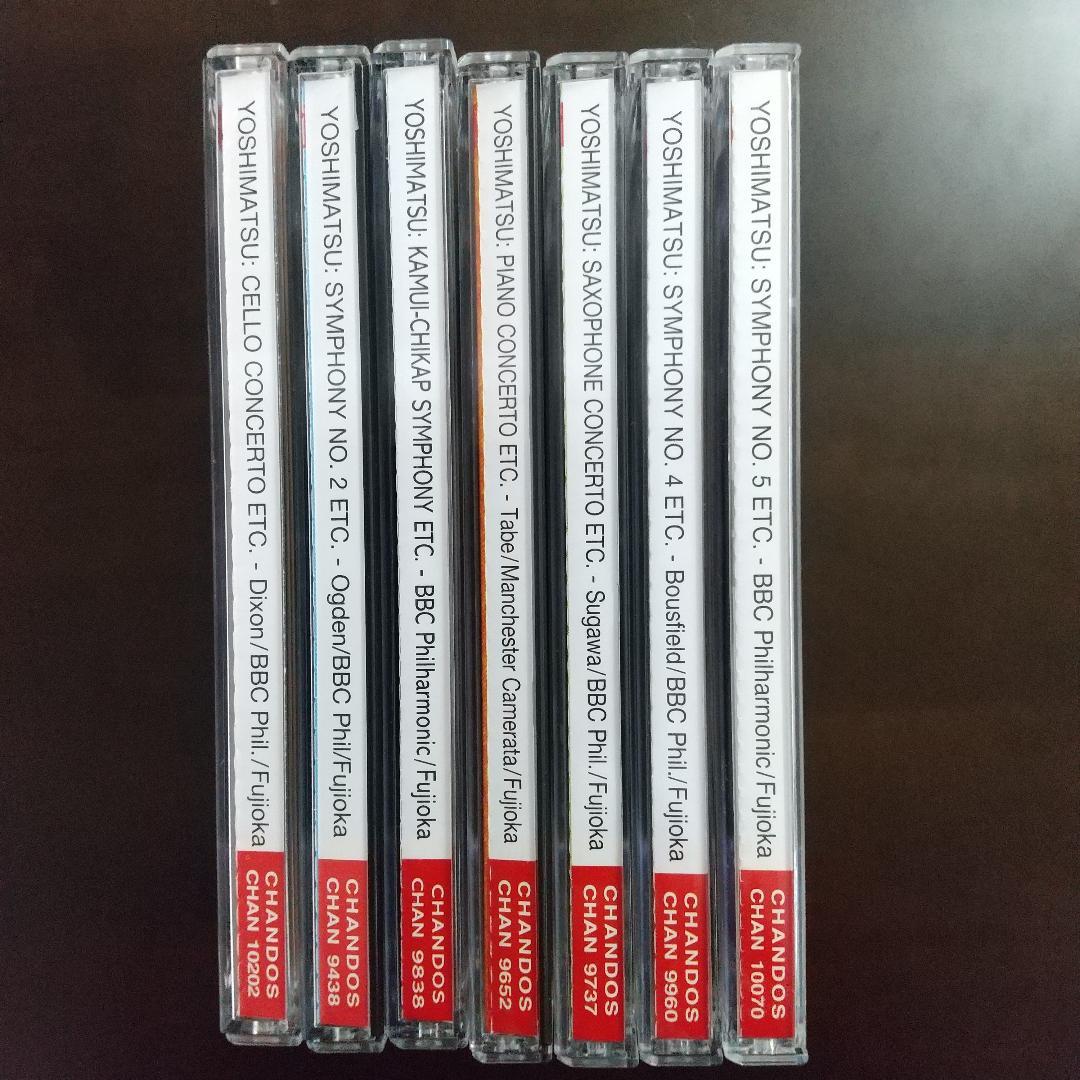 YOSHIMATSU: CELLO CONCERTO ETC. - Dixon/BBC Phil./Fujioka
CHANDOS
CHAN 10202
YOSHIMATSU: SYMPHONY NO. 2 ETC. - Ogden/BBC Phil/Fujioka
CHANDOS
CHAN 9438
YOSHIMATSU: KAMUI-CHIKAP SYMPHONY ETC. - BBC Philharmonic/Fujioka
CHANDOS
CHAN 9838
YOSHIMATSU: PIANO CONCERTO ETC. - Tabe/Manchester Camerata/Fujioka
CHANDOS
CHAN 9652
YOSHIMATSU: SAXOPHONE CONCERTO ETC. - Sugawa/BBC Phil./Fujioka
CHANDOS
CHAN 9737
YOSHIMATSU: SYMPHONY NO. 4 ETC. - Bousfield/BBC Phil./Fujioka
CHANDOS
CHAN 9960
YOSHIMATSU: SYMPHONY NO. 5 ETC. - BBC Philharmonic/Fujioka
CHANDOS
CHAN 10070